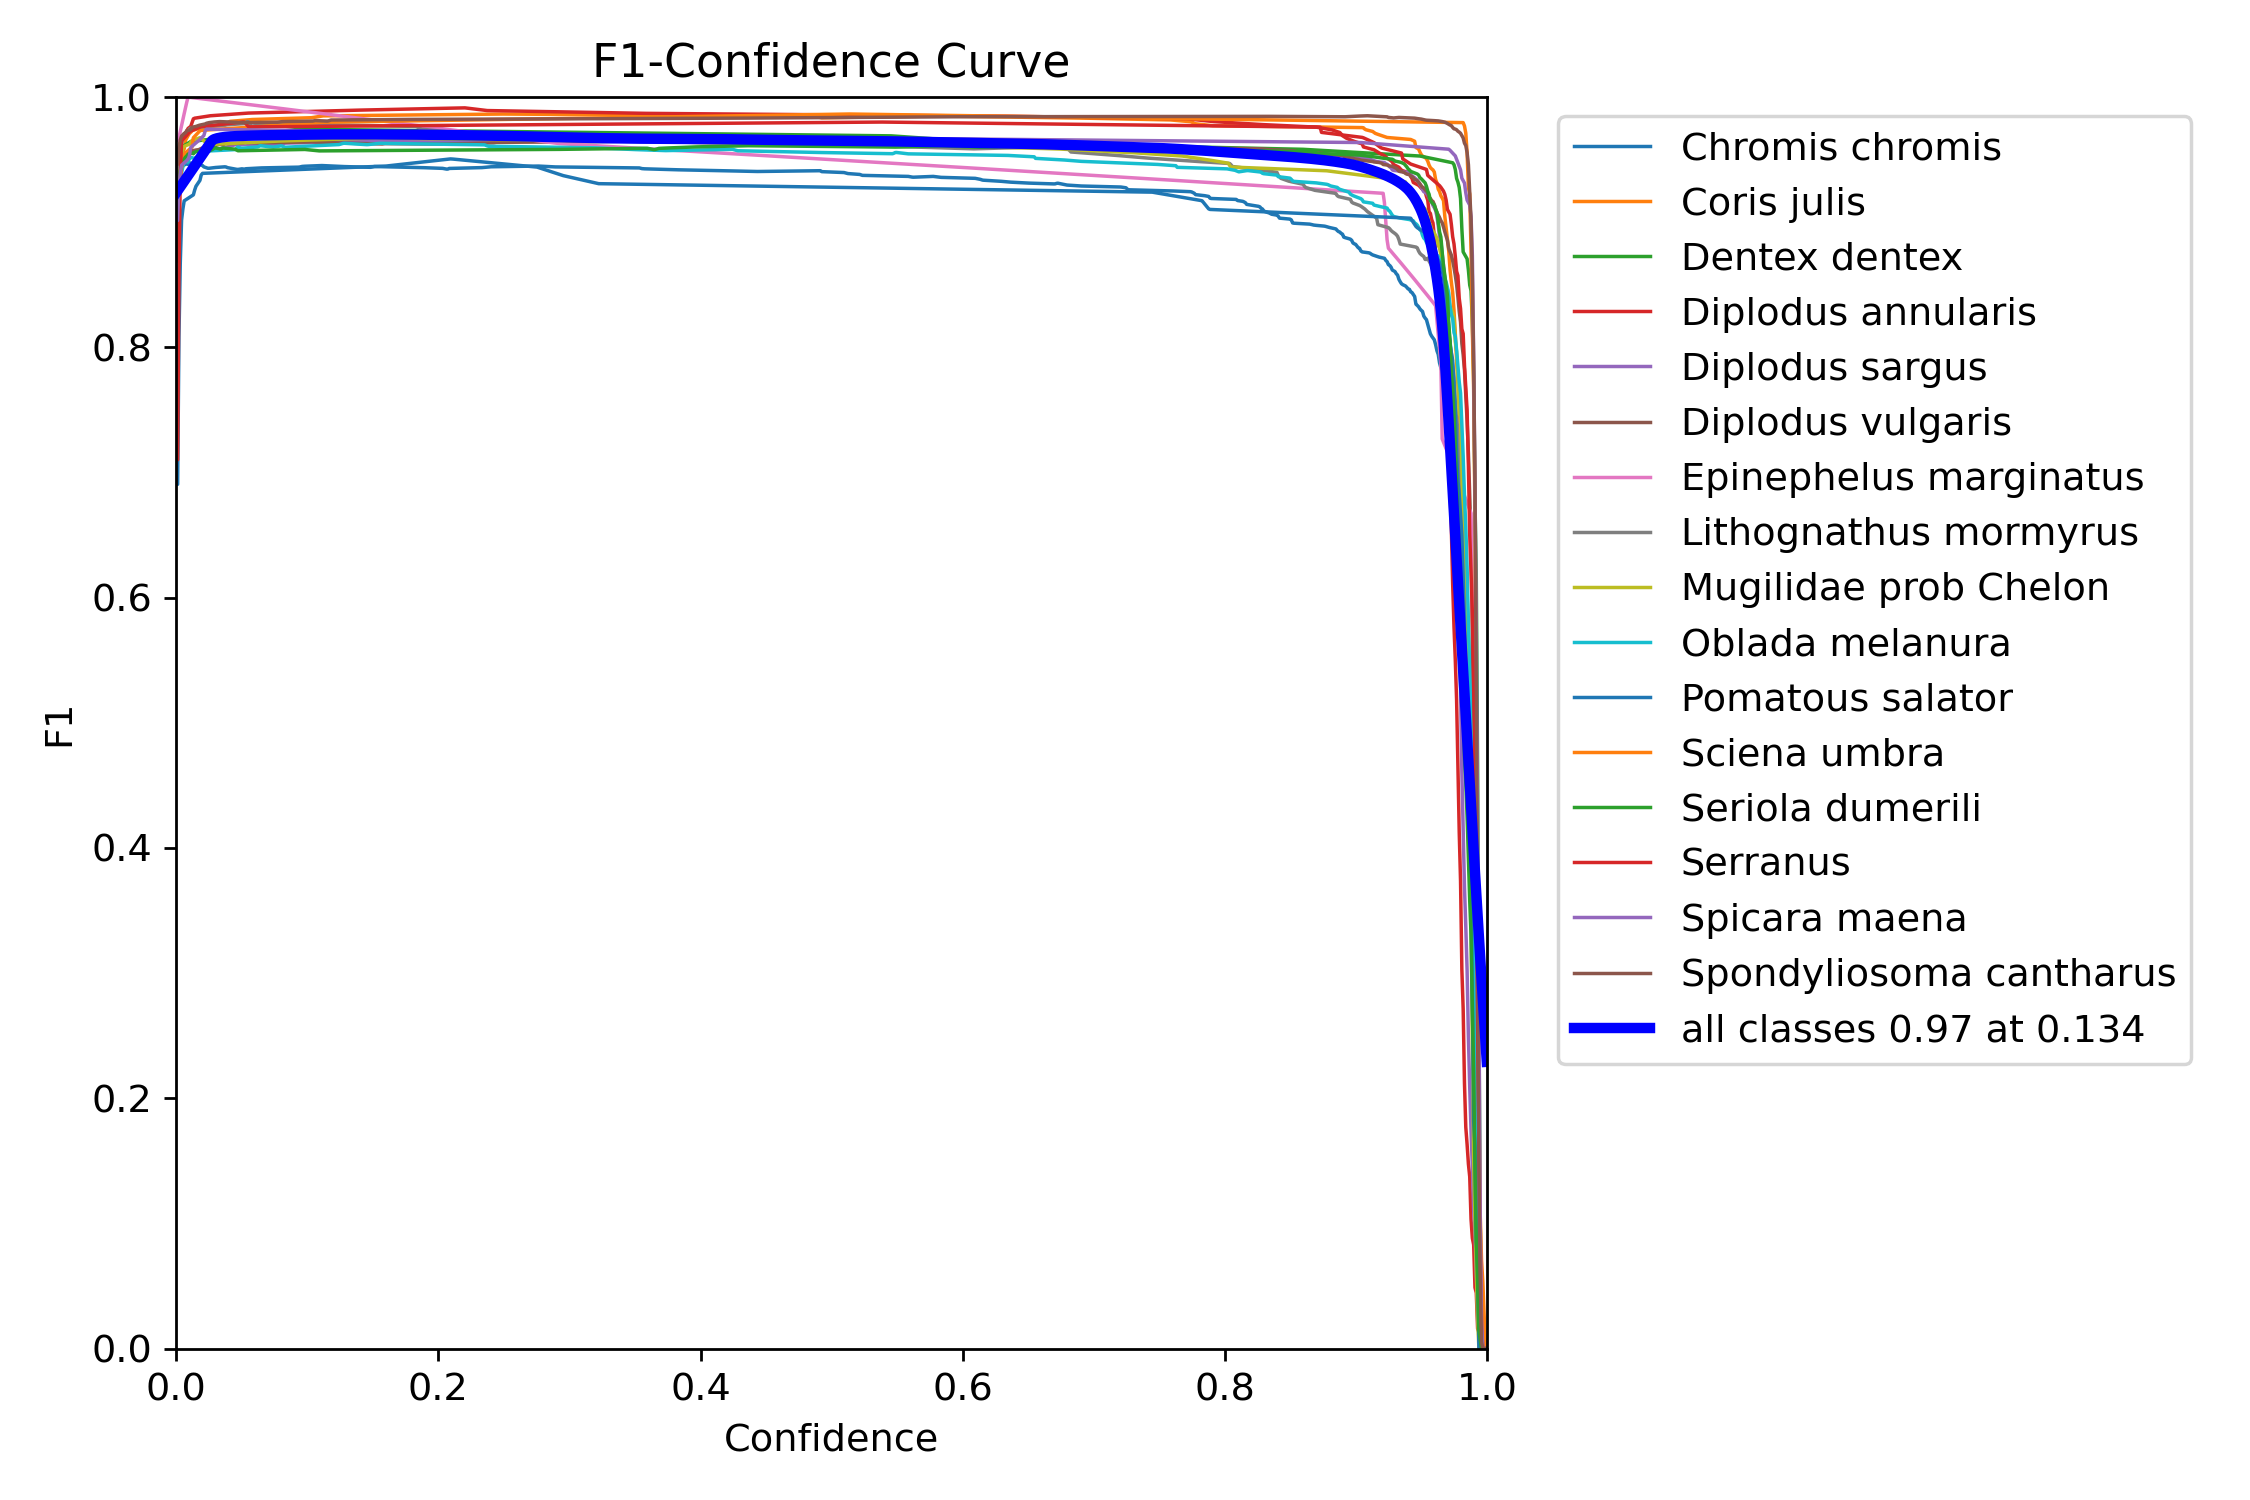 F1-Confidence Curve
1.0
0.8
0.6
0.4
0.2
0.0
F1
0.0 0.2 0.4 0.6 0.8 1.0
Confidence
Chromis chromis
Coris julis
Dentex dentex
Diplodus annularis
Diplodus sargus
Diplodus vulgaris
Epinephelus marginatus
Lithognathus mormyrus
Mugilidae prob Chelon
Oblada melanura
Pomatous salator
Sciena umbra
Seriola dumerili
Serranus
Spicara maena
Spondyliosoma cantharus
all classes 0.97 at 0.134